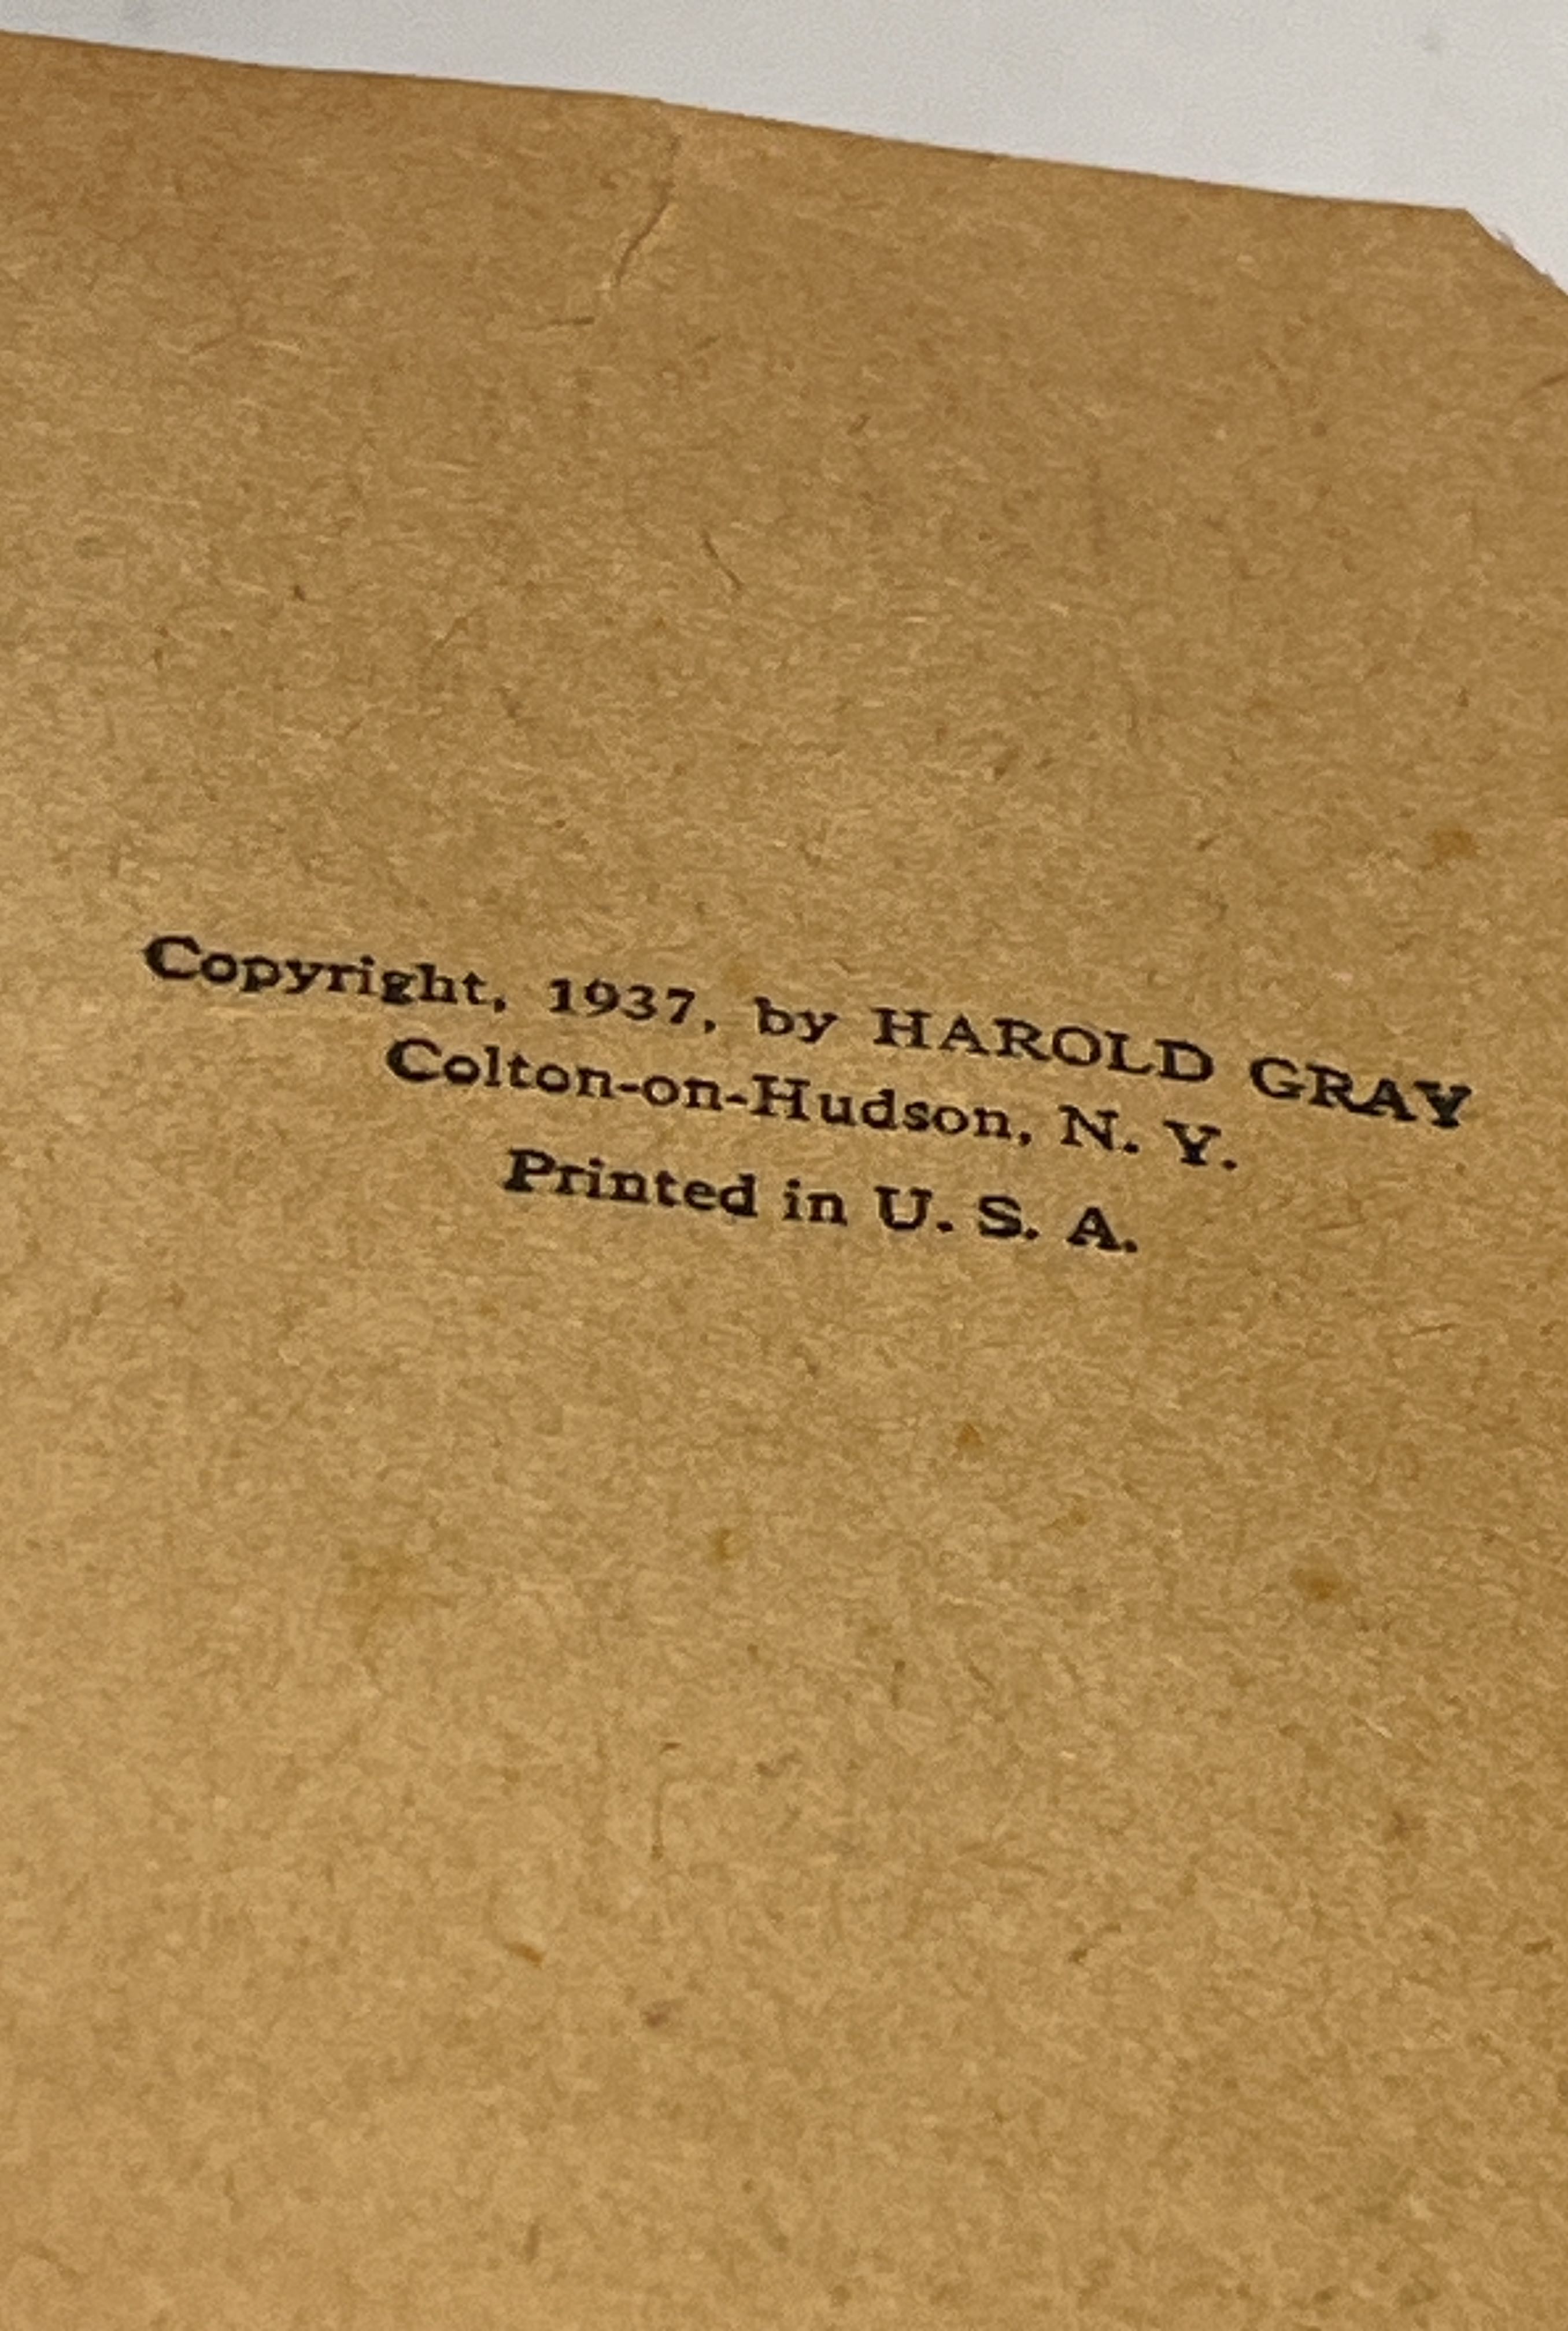 Copyright, 1937, by HAROLD GRAY
Colton-on-Hudson, N. Y.
Printed in U. S. A.